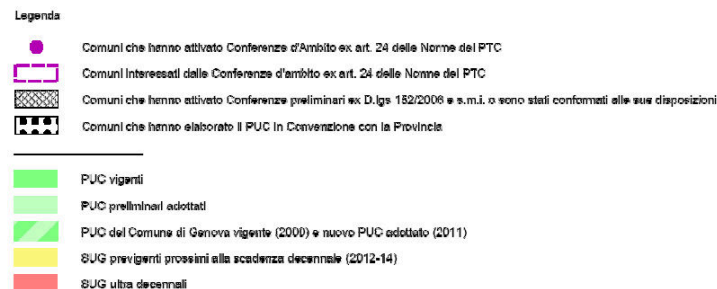 Legenda
Comuni che hanno attivato Conferenze d'Ambito ex art. 24 delle Norme del PTC
Comuni interessati dalle Conferenze d'ambito ex art. 24 delle Norme del PTC
Comuni che hanno attivato Conferenze preliminari ex D.lgs 152/2006 e s.m.i. o sono stati conformati alle sue disposizioni
Comuni che hanno elaborato il PUC in Convenzione con la Provincia
PUC vigenti
PUC preliminari adottati
PUC del Comune di Genova vigente (2000) e nuovo PUC adottato (2011)
SUG previgenti prossimi alla scadenza decennale (2012-14)
SUG ultra decennali